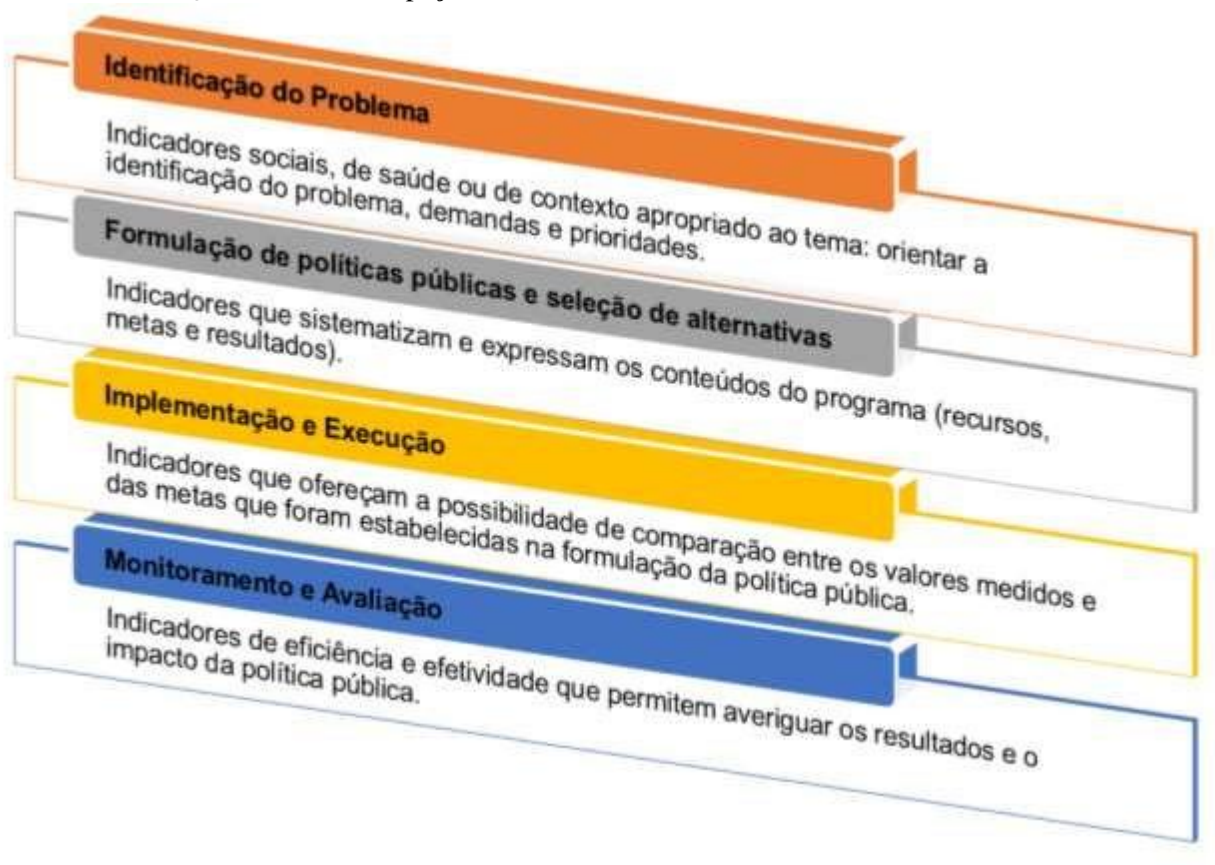 Identificação do Problema
Indicadores sociais, de saúde ou de contexto apropriado ao tema: orientar a
identificação do problema, demandas e prioridades.
Formulação de políticas públicas e seleção de alternativas
Indicadores que sistematizam e expressam os conteúdos do programa (recursos,
metas e resultados).
Implementação e Execução
Indicadores que ofereçam a possibilidade de comparação entre os valores medidos e
das metas que foram estabelecidas na formulação da política pública.
Monitoramento e Avaliação
Indicadores de eficiência e efetividade que permitem averiguar os resultados e o
impacto da política pública.